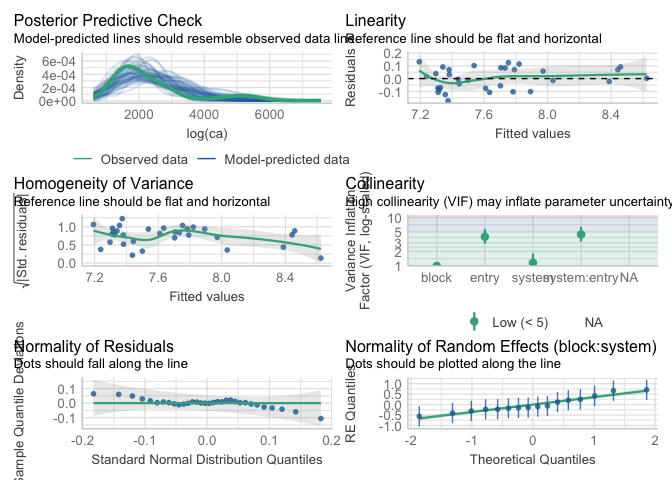 Posterior Predictive Check
Model-predicted lines should resemble observed data line
Density
6e-04
4e-04
2e-04
0e+00
2000 4000 6000
log(ca)
Observed data Model-predicted data
Linearity
Reference line should be flat and horizontal
Residuals
0.2
0.1
0.0
-0.1
7.2 7.6 8.0 8.4
Fitted values
Homogeneity of Variance
Reference line should be flat and horizontal
√|Std. residuals|
1.0
0.5
0.0
7.2 7.6 8.0 8.4
Fitted values
Collinearity
High collinearity (VIF) may inflate parameter uncertainty
Variance Inflation
Factor (VIF, log-scaled)
10
5
3
2
1
block entry system system:entry NA
Low (< 5) NA
Normality of Residuals
Dots should fall along the line
Sample Quantile Deviations
0.1
0.0
-0.1
-0.2 -0.1 0.0 0.1 0.2
Standard Normal Distribution Quantiles
Normality of Random Effects (block:system)
Dots should be plotted along the line
RE Quantiles
1.0
0.5
0.0
-0.5
-1.0
-2 -1 0 1 2
Theoretical Quantiles